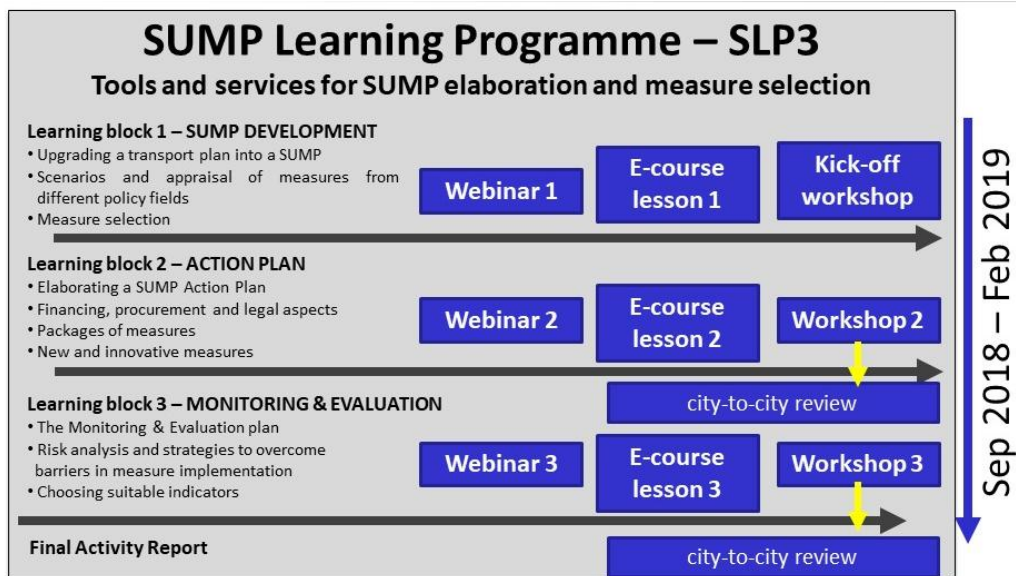 SUMP Learning Programme – SLP3
Tools and services for SUMP elaboration and measure selection
Learning block 1 – SUMP DEVELOPMENT
• Upgrading a transport plan into a SUMP
• Scenarios and appraisal of measures from
different policy fields
• Measure selection
Webinar 1
E-course
lesson 1
Kick-off
workshop
Learning block 2 – ACTION PLAN
• Elaborating a SUMP Action Plan
• Financing, procurement and legal aspects
• Packages of measures
• New and innovative measures
Webinar 2
E-course
lesson 2
Workshop 2
city-to-city review
Learning block 3 – MONITORING & EVALUATION
• The Monitoring & Evaluation plan
• Risk analysis and strategies to overcome
barriers in measure implementation
• Choosing suitable indicators
Webinar 3
E-course
lesson 3
Workshop 3
city-to-city review
Final Activity Report
Sep 2018 – Feb 2019